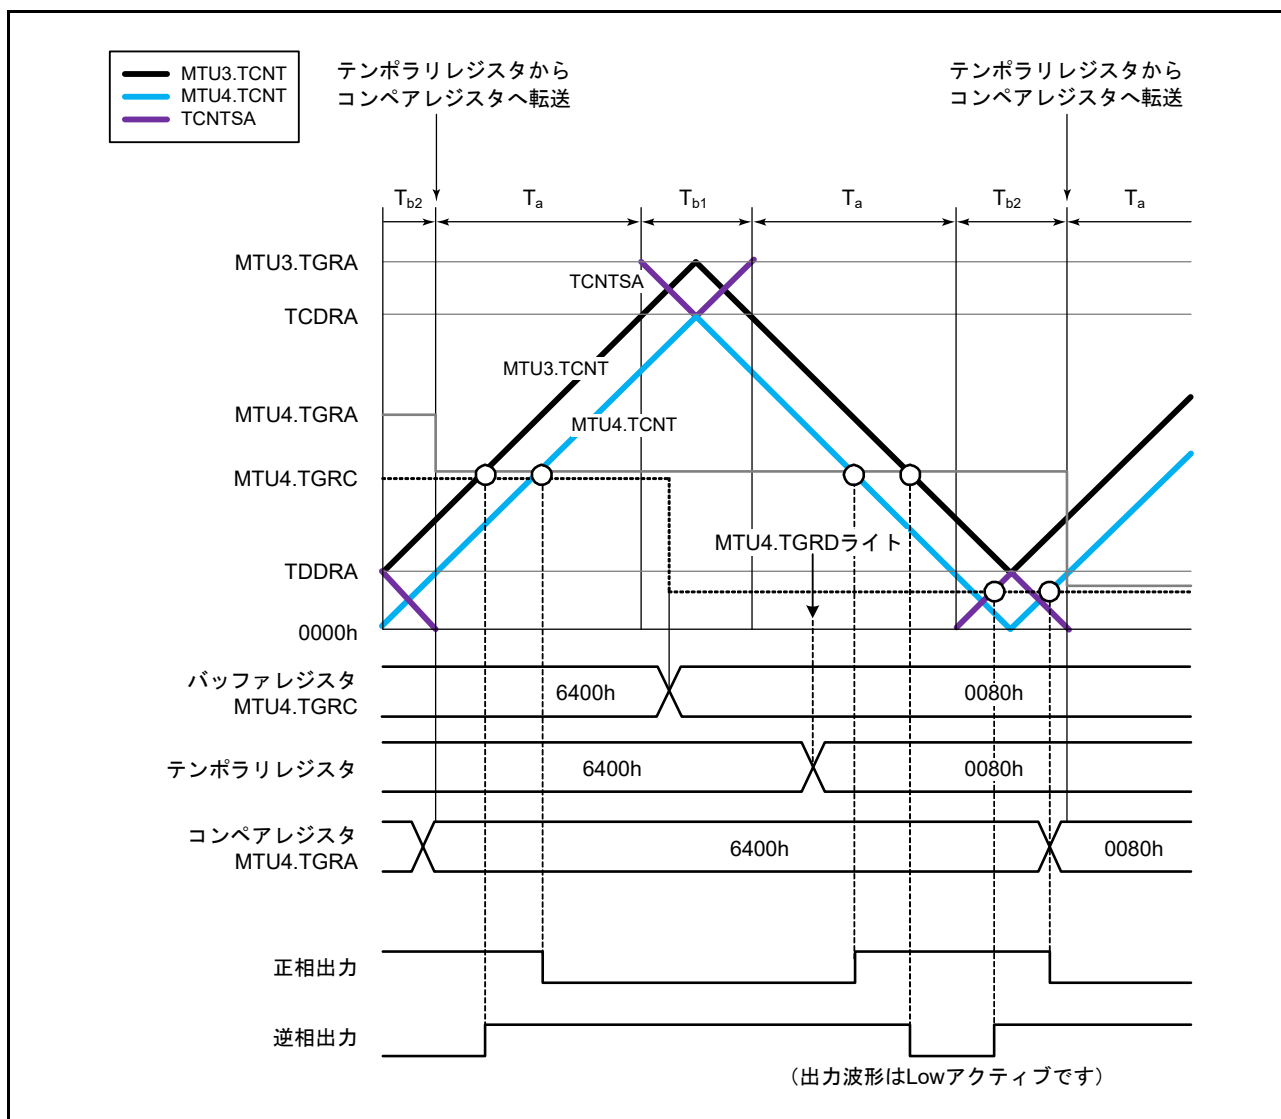 MTU3.TCNT
MTU4.TCNT
TCNTSA
テンポラリレジスタから
コンペアレジスタへ転送
テンポラリレジスタから
コンペアレジスタへ転送
Tb2
Ta
Tb1
Ta
Tb2
Ta
MTU3.TGRA
TCNTSA
TCDRA
MTU3.TCNT
MTU4.TGRA
MTU4.TCNT
MTU4.TGRC
MTU4.TGRDライト
TDDRA
0000h
バッファレジスタ
MTU4.TGRC
6400h
0080h
テンポラリレジスタ
6400h
0080h
コンペアレジスタ
MTU4.TGRA
6400h
0080h
正相出力
逆相出力
（出力波形はLowアクティブです）